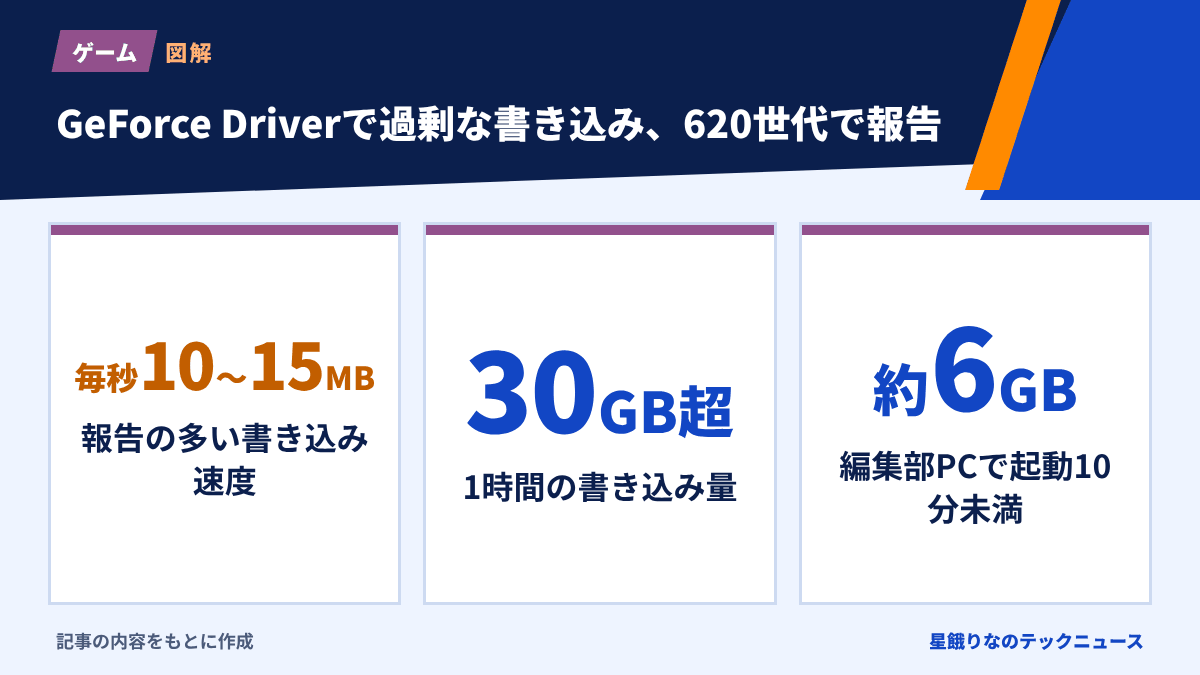 ゲーム 図解
GeForce Driverで過剰な書き込み、620世代で報告
毎秒10～15MB
報告の多い書き込み
速度
30GB超
1時間の書き込み量
約6GB
編集部PCで起動10
分未満
記事の内容をもとに作成
星餓りなのテックニュース